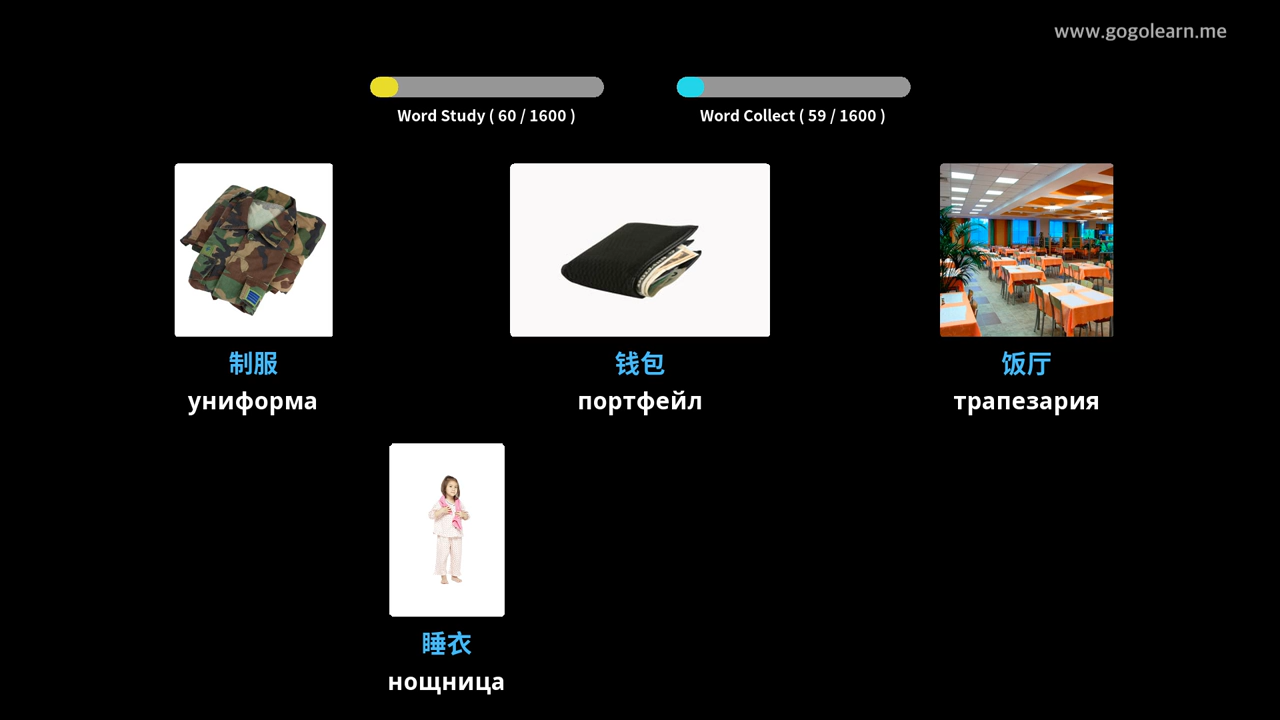 www.gogolearn.me
Word Study ( 60 / 1600 )
Word Collect ( 59 / 1600 )
制服
униформа
钱包
портфейл
饭厅
трапезария
睡衣
нощница